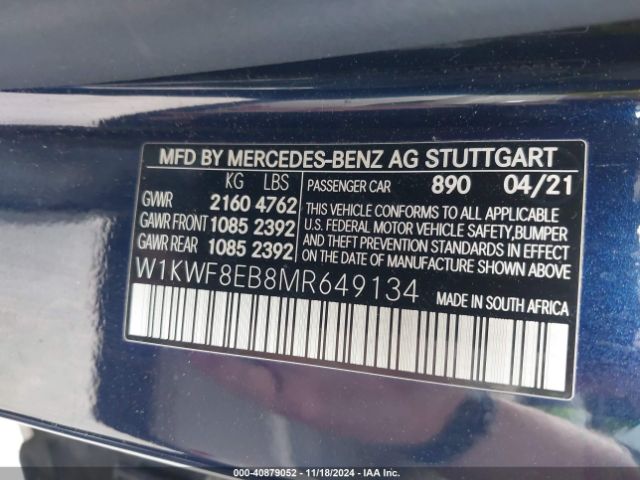 MFD BY MERCEDES-BENZ AG STUTTGART
KG LBS
GVWR 2160 4762
GAWR FRONT 1085 2392
GAWR REAR 1085 2392
PASSENGER CAR 890 04/21
THIS VEHICLE CONFORMS TO ALL APPLICABLE
U.S. FEDERAL MOTOR VEHICLE SAFETY,BUMPER
AND THEFT PREVENTION STANDARDS IN EFFECT
ON THE DATE OF MANUFACTURE SHOWN ABOVE.
W1KWF8EB8MR649134
MADE IN SOUTH AFRICA
000-40879052 - 11/18/2024 - IAA Inc.